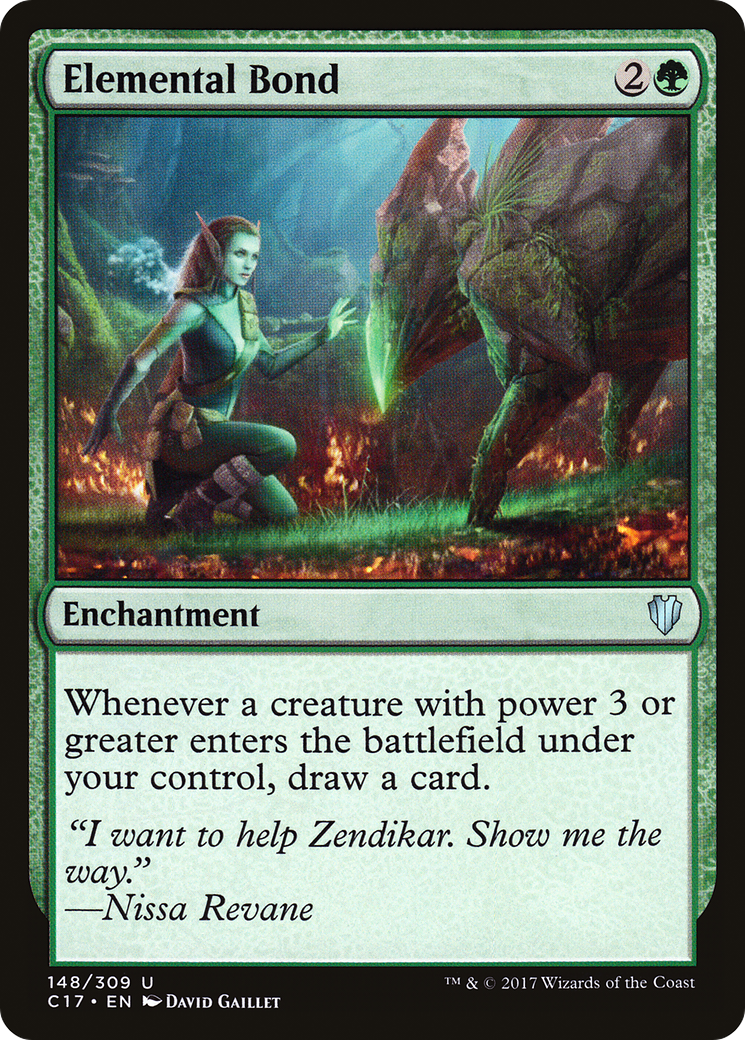 Elemental Bond 2
Enchantment
Whenever a creature with power 3 or
greater enters the battlefield under
your control, draw a card.
“I want to help Zendikar. Show me the
way.”
—Nissa Revane
148/309 U
C17 • EN David Gaillet
™ & © 2017 Wizards of the Coast